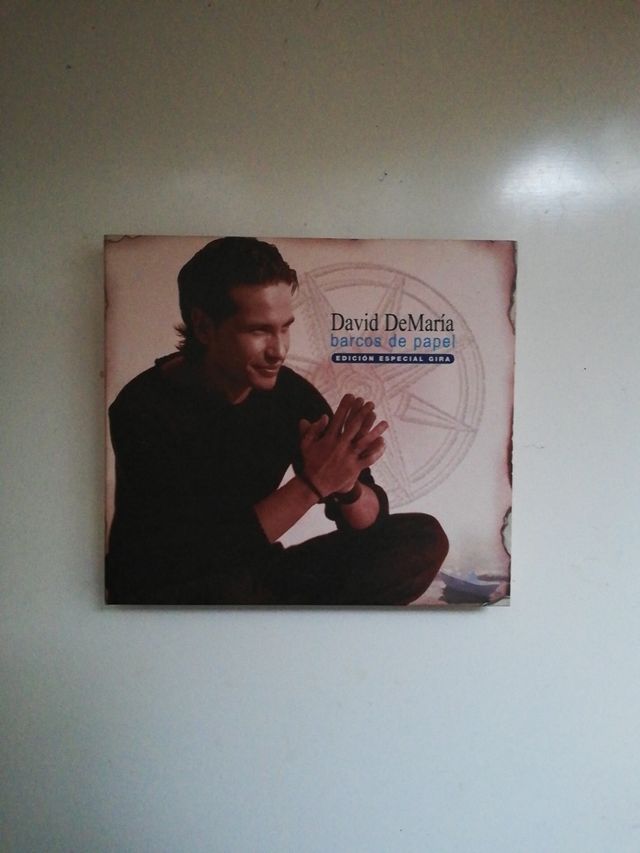 David DeMaría
barcos de papel
EDICIÓN ESPECIAL GIRA